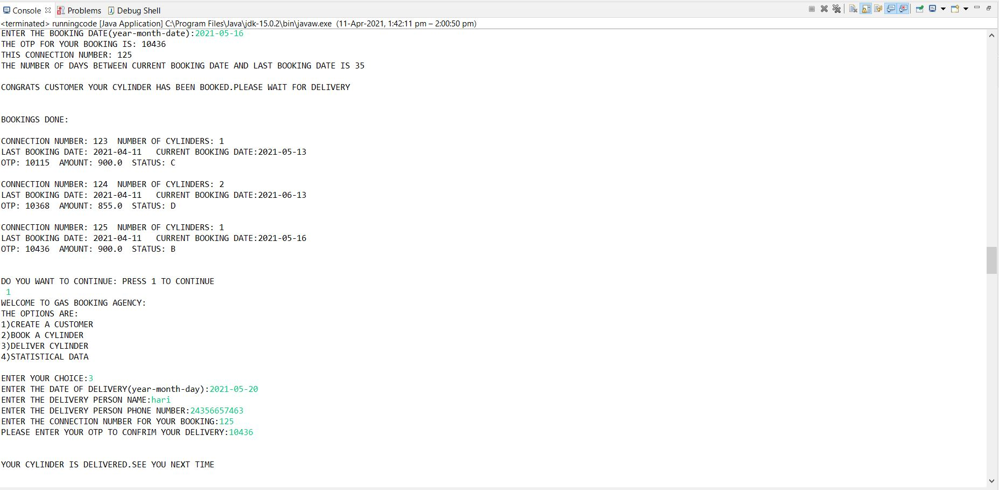 Console Problems Debug Shell
<terminated> runningcode [Java Application] C:\Program Files\Java\jdk-15.0.2\bin\javaw.exe (11-Apr-2021, 1:42:11 pm – 2:00:50 pm)
ENTER THE BOOKING DATE(year-month-date):2021-05-16
THE OTP FOR YOUR BOOKING IS: 10436
THIS CONNECTION NUMBER: 125
THE NUMBER OF DAYS BETWEEN CURRENT BOOKING DATE AND LAST BOOKING DATE IS 35
CONGRATS CUSTOMER YOUR CYLINDER HAS BEEN BOOKED.PLEASE WAIT FOR DELIVERY
BOOKINGS DONE:
CONNECTION NUMBER: 123  NUMBER OF CYLINDERS: 1
LAST BOOKING DATE: 2021-04-11   CURRENT BOOKING DATE:2021-05-13
OTP: 10115  AMOUNT: 900.0  STATUS: C
CONNECTION NUMBER: 124  NUMBER OF CYLINDERS: 2
LAST BOOKING DATE: 2021-04-11   CURRENT BOOKING DATE:2021-06-13
OTP: 10368  AMOUNT: 855.0  STATUS: D
CONNECTION NUMBER: 125  NUMBER OF CYLINDERS: 1
LAST BOOKING DATE: 2021-04-11   CURRENT BOOKING DATE:2021-05-16
OTP: 10436  AMOUNT: 900.0  STATUS: B
DO YOU WANT TO CONTINUE: PRESS 1 TO CONTINUE
1
WELCOME TO GAS BOOKING AGENCY:
THE OPTIONS ARE:
1)CREATE A CUSTOMER
2)BOOK A CYLINDER
3)DELIVER CYLINDER
4)STATISTICAL DATA
ENTER YOUR CHOICE:3
ENTER THE DATE OF DELIVERY(year-month-day):2021-05-20
ENTER THE DELIVERY PERSON NAME:hari
ENTER THE DELIVERY PERSON PHONE NUMBER:24356657463
ENTER THE CONNECTION NUMBER FOR YOUR BOOKING:125
PLEASE ENTER YOUR OTP TO CONFRIM YOUR DELIVERY:10436
YOUR CYLINDER IS DELIVERED.SEE YOU NEXT TIME